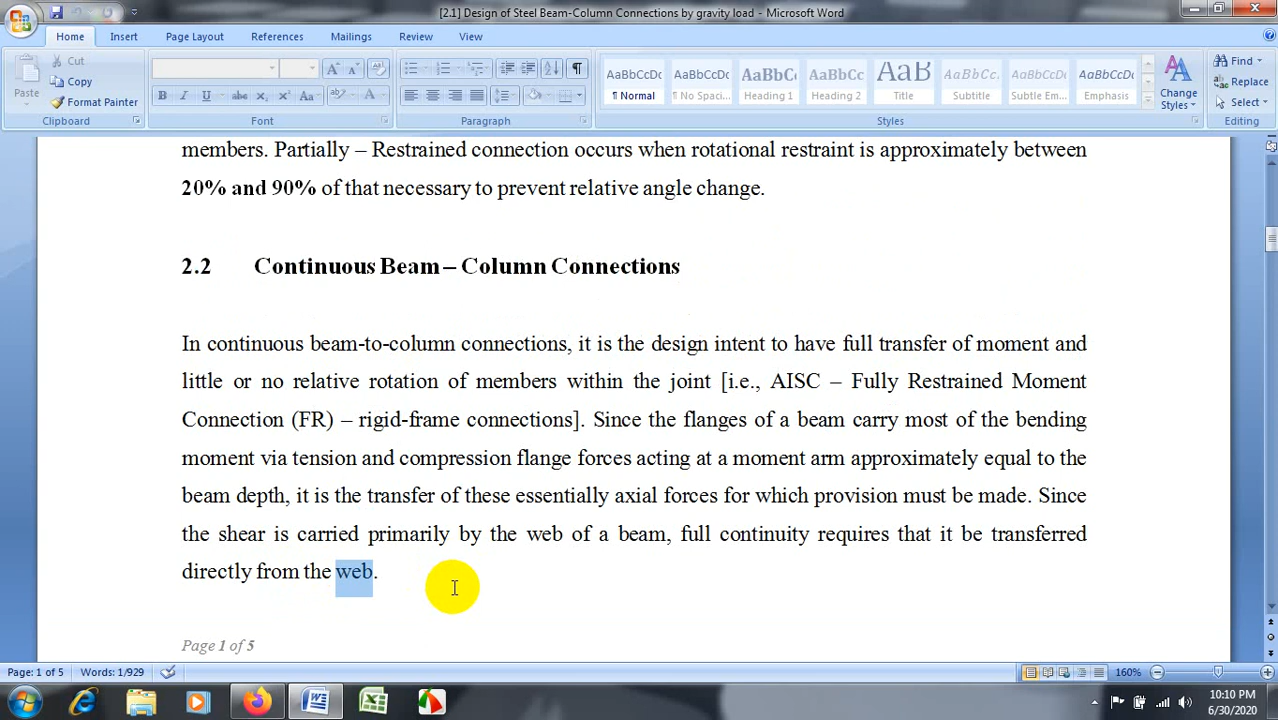 [2.1] Design of Steel Beam-Column Connections by gravity load - Microsoft Word
Home Insert Page Layout References Mailings Review View
Paste
Cut
Copy
Format Painter
Clipboard
Font
Paragraph
AaBbCcDc ¶ Normal
AaBbCcDc ¶ No Spaci...
AaBbCc Heading 1
AaBbCc Heading 2
AaB Title
AaBbCc Subtitle
AaBbCcDc Subtle Em...
AaBbCcDc Emphasis
Change Styles
Styles
Find
Replace
Select
Editing
members. Partially – Restrained connection occurs when rotational restraint is approximately between
20% and 90% of that necessary to prevent relative angle change.
2.2 Continuous Beam – Column Connections
In continuous beam-to-column connections, it is the design intent to have full transfer of moment and
little or no relative rotation of members within the joint [i.e., AISC – Fully Restrained Moment
Connection (FR) – rigid-frame connections]. Since the flanges of a beam carry most of the bending
moment via tension and compression flange forces acting at a moment arm approximately equal to the
beam depth, it is the transfer of these essentially axial forces for which provision must be made. Since
the shear is carried primarily by the web of a beam, full continuity requires that it be transferred
directly from the web.
Page 1 of 5
Page: 1 of 5 Words: 1/929 160%
10:10 PM
6/30/2020